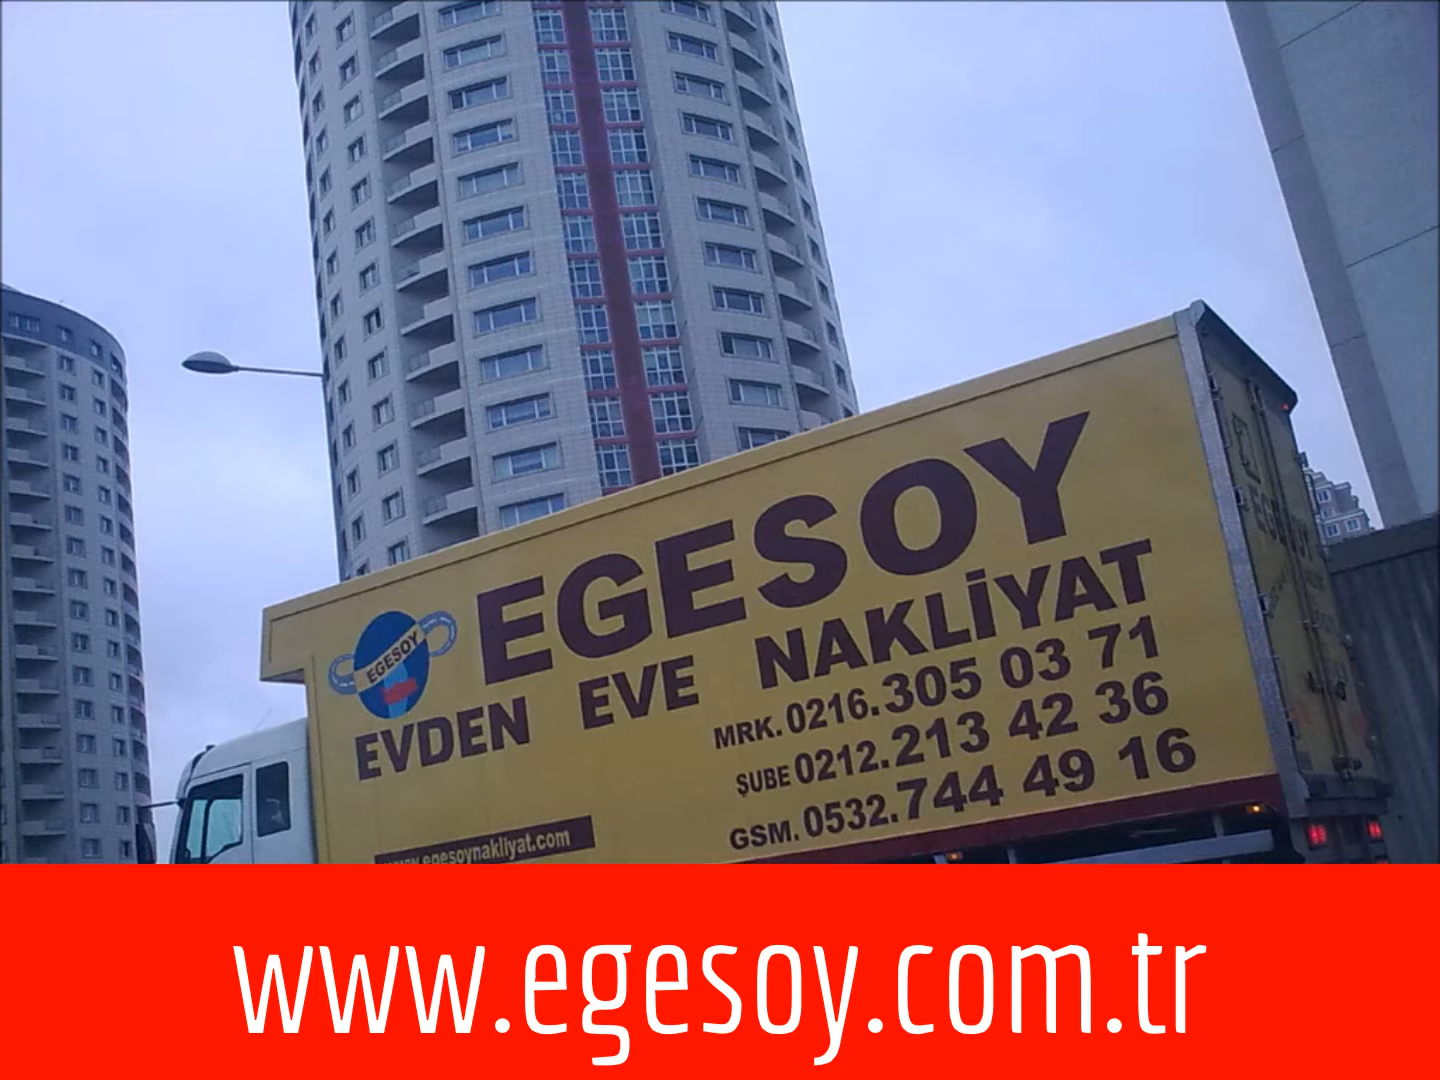 EGESOY
EGESOY
EVDEN EVE NAKLİYAT
MRK. 0216.305 03 71
ŞUBE 0212.213 42 36
GSM. 0532.744 49 16
www.egesoynakliyat.com
www.egesoy.com.tr